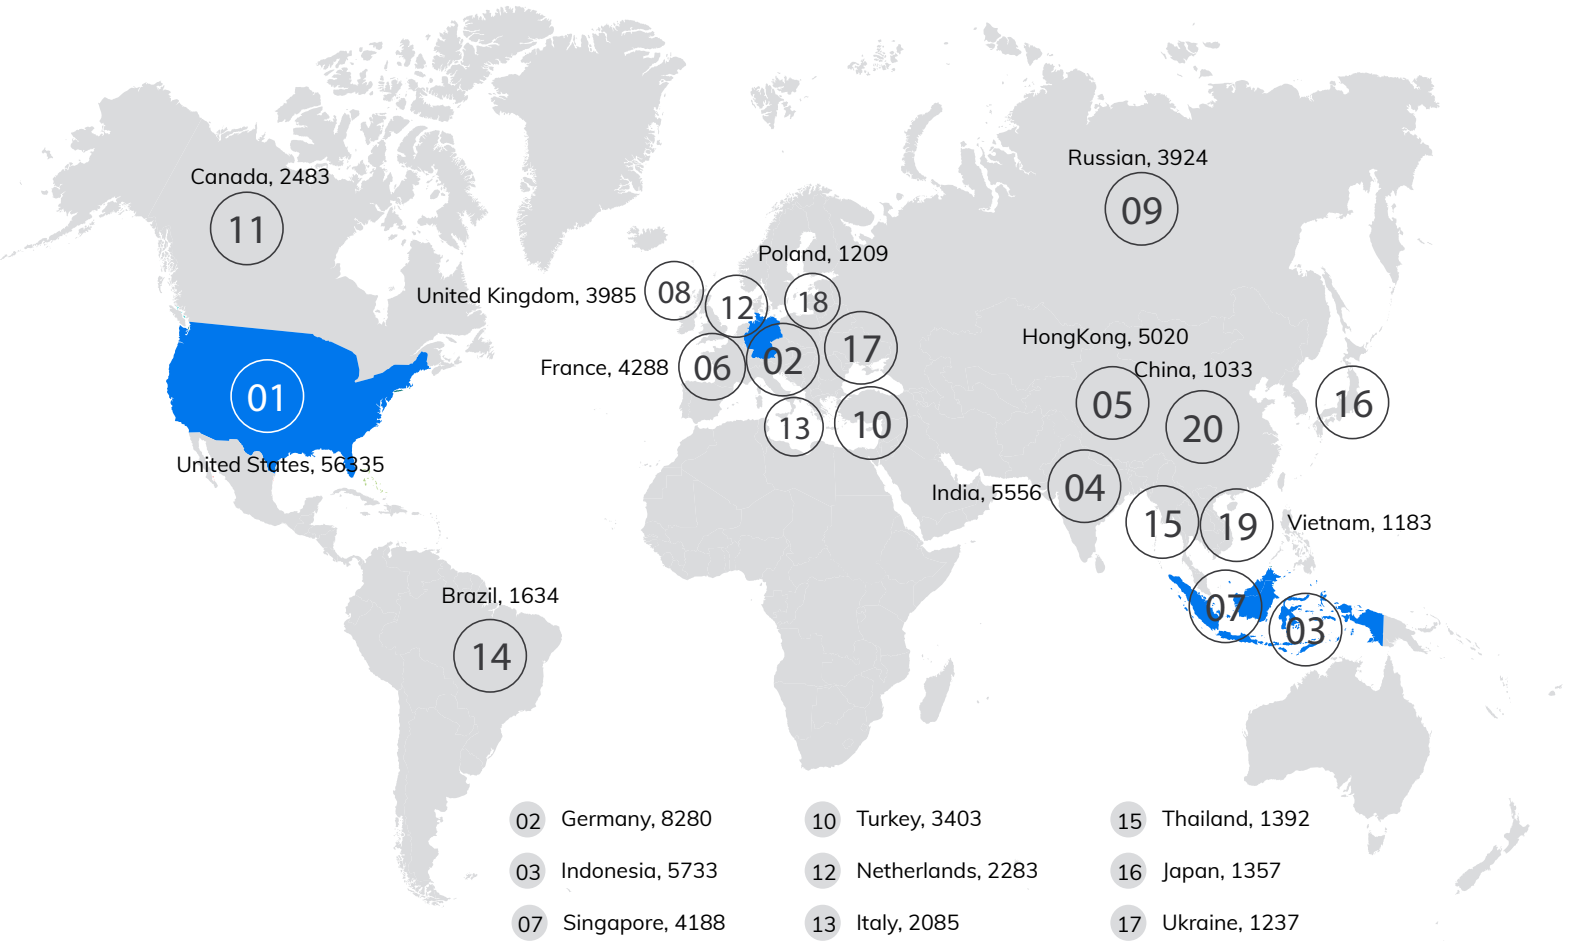 Canada, 2483
11
Russian, 3924
09
Poland, 1209
United Kingdom, 3985
08
12
18
HongKong, 5020
France, 4288
06
02
17
China, 1033
01
05
16
13
10
20
United States, 56335
India, 5556
04
15
19
Vietnam, 1183
Brazil, 1634
07
03
14
02 Germany, 8280
10 Turkey, 3403
15 Thailand, 1392
03 Indonesia, 5733
12 Netherlands, 2283
16 Japan, 1357
07 Singapore, 4188
13 Italy, 2085
17 Ukraine, 1237